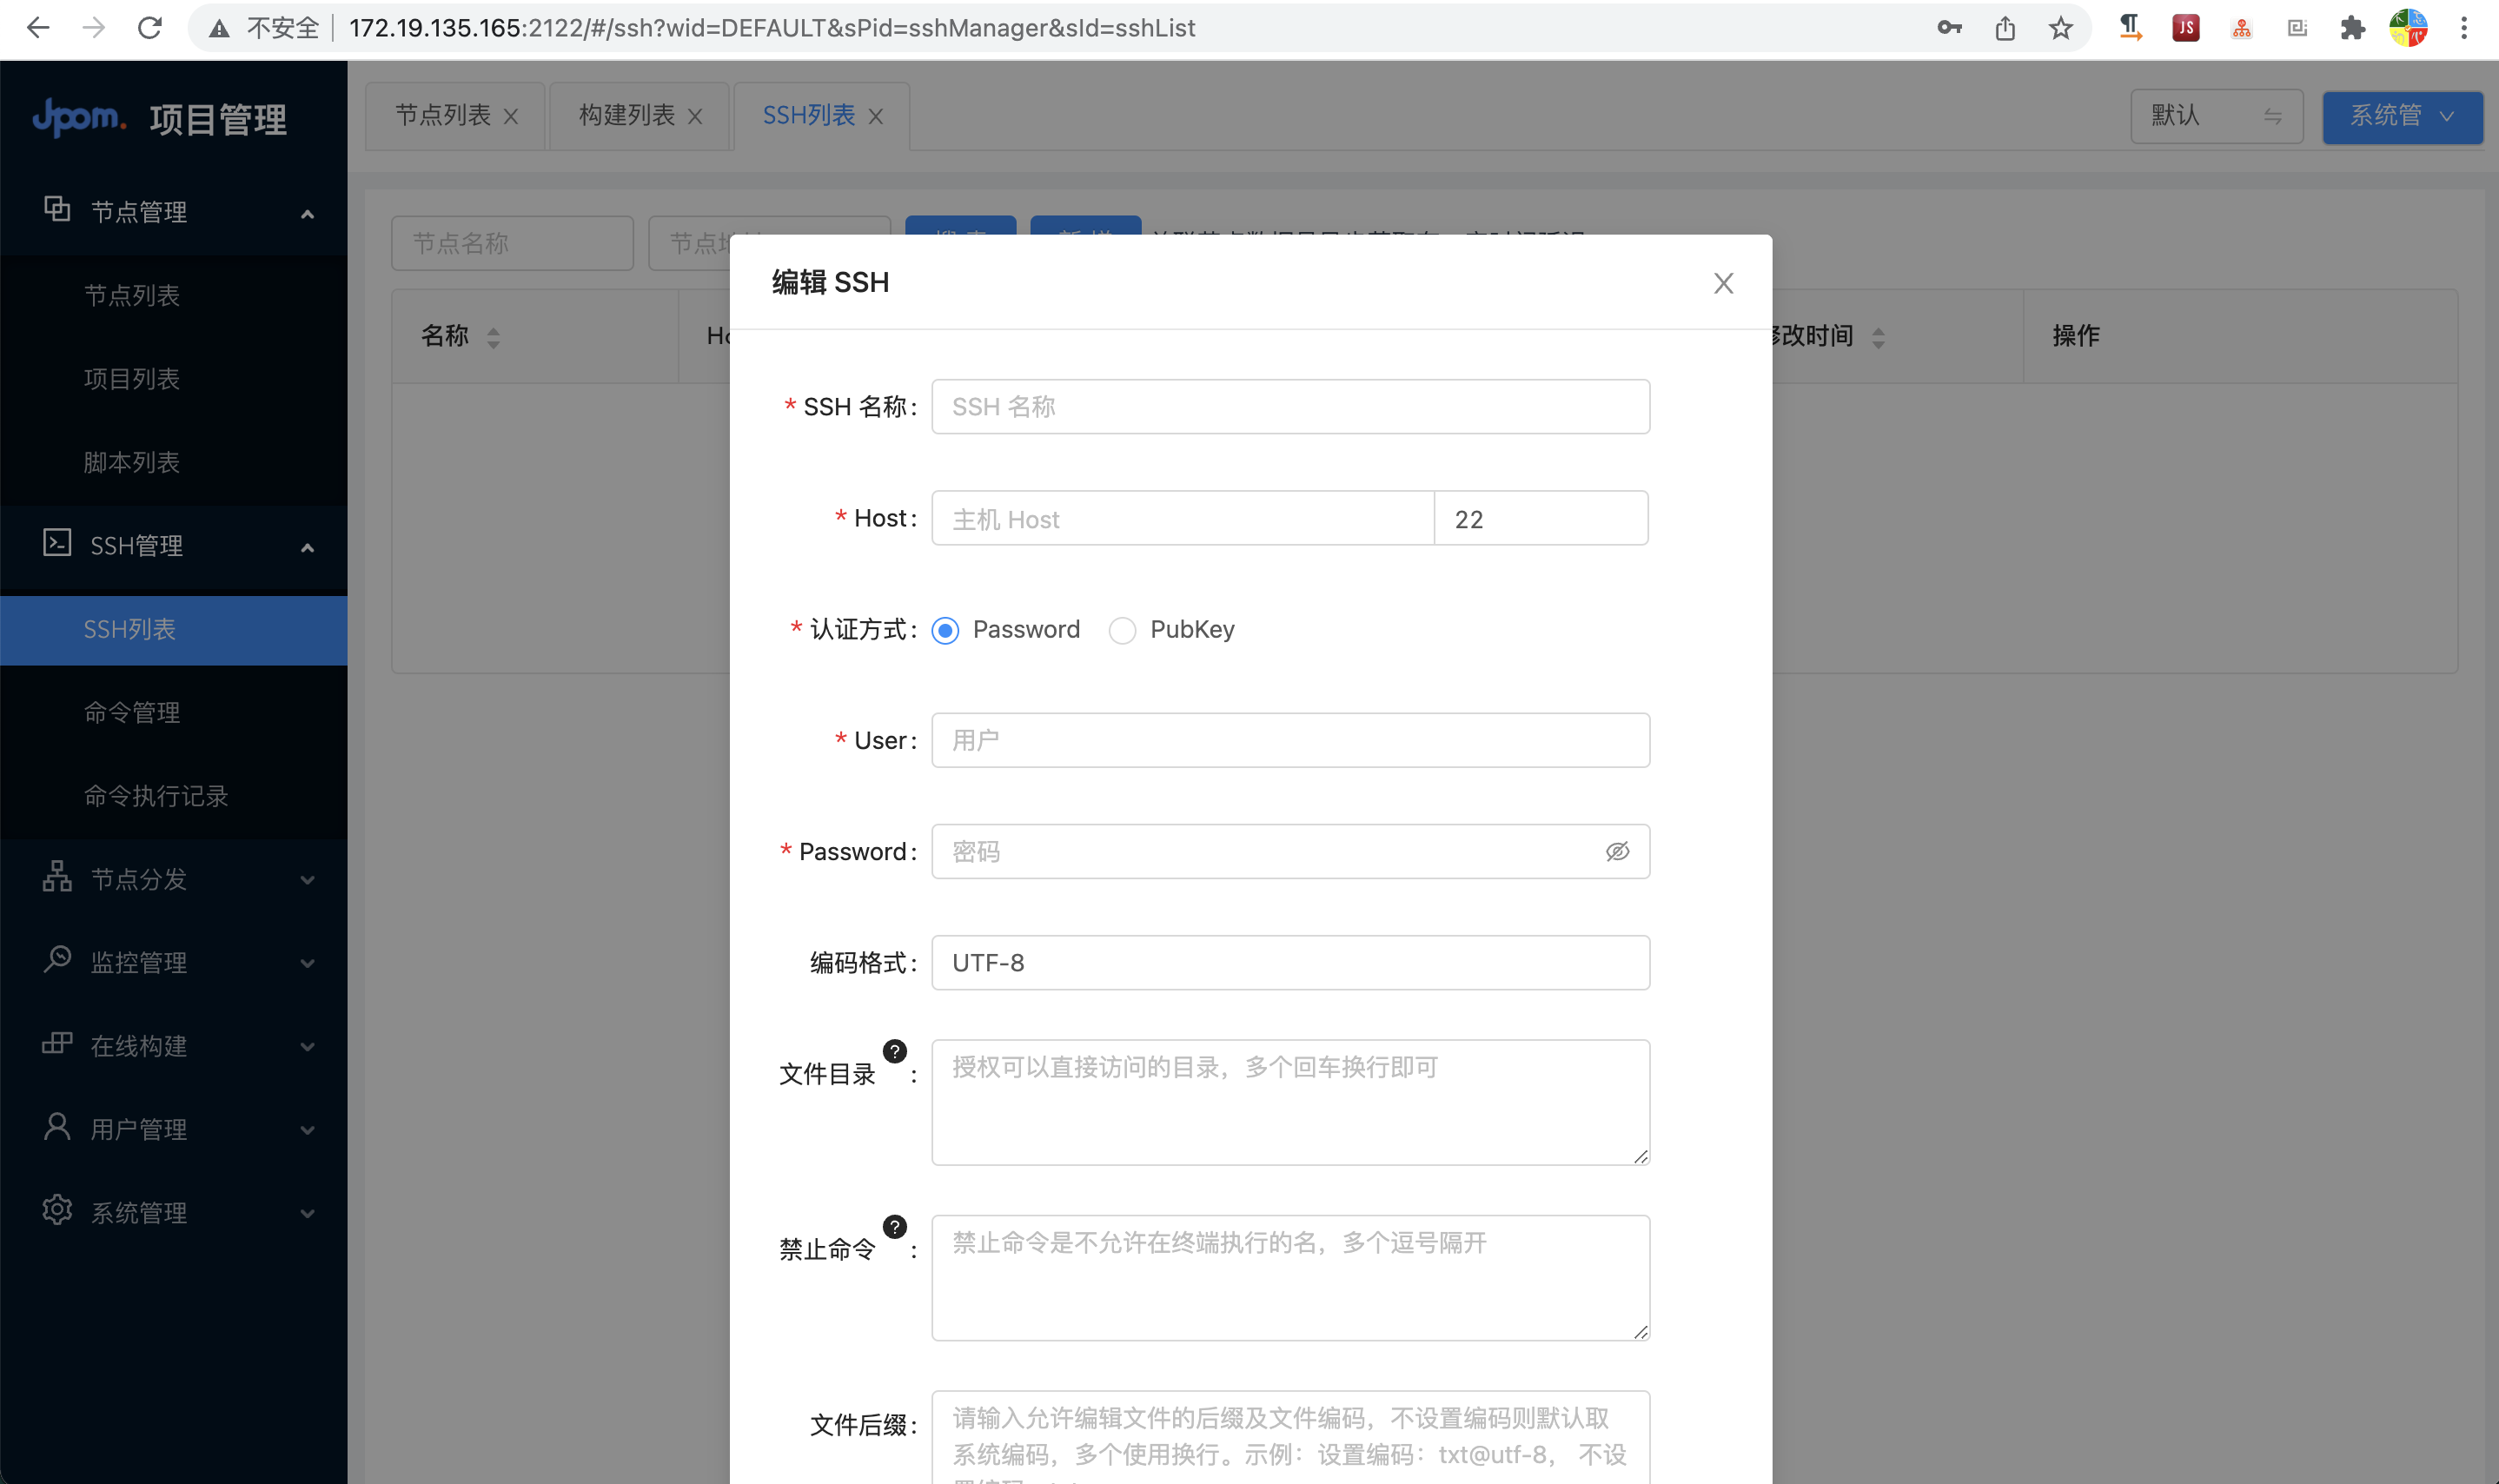 不安全 172.19.135.165:2122/#/ssh?wid=DEFAULT&sPid=sshManager&sId=sshList
JS
Jpom. 项目管理
节点列表
构建列表
SSH列表
默认
系统管
节点管理
节点列表
项目列表
脚本列表
SSH管理
SSH列表
命令管理
命令执行记录
节点分发
监控管理
在线构建
用户管理
系统管理
节点名称
节点
名称
修改时间
操作
编辑 SSH
* SSH 名称: SSH 名称
* Host: 主机 Host 22
* 认证方式: Password PubKey
* User: 用户
* Password: 密码
编码格式: UTF-8
文件目录 ? : 授权可以直接访问的目录，多个回车换行即可
禁止命令 ? : 禁止命令是不允许在终端执行的名，多个逗号隔开
文件后缀: 请输入允许编辑文件的后缀及文件编码，不设置编码则默认取
系统编码，多个使用换行。示例：设置编码：txt@utf-8， 不设